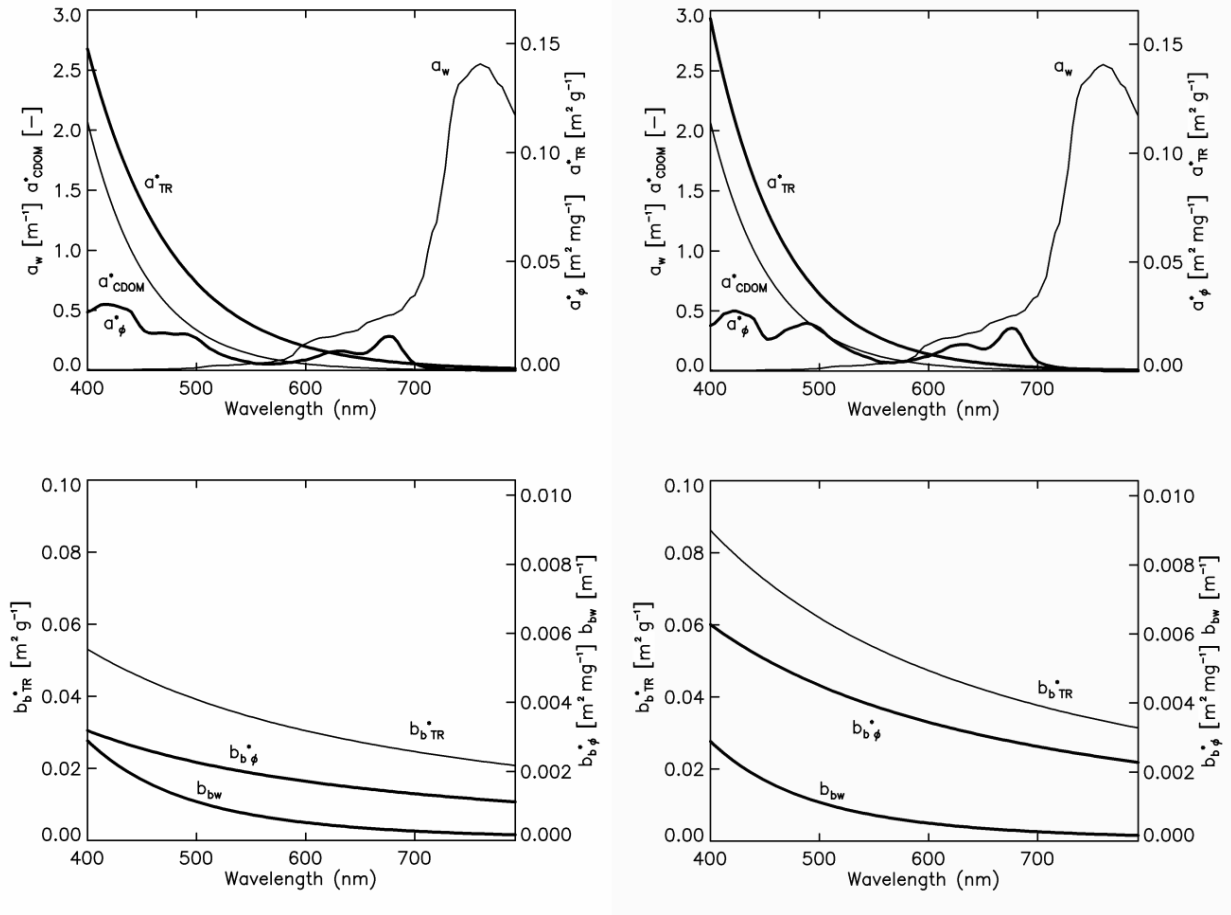 3.0
2.5
2.0
1.5
1.0
0.5
0.0
a_w [m⁻¹] a*_CDOM [–]
0.15
0.10
0.05
0.00
a*_ϕ [m² mg⁻¹] a*_TR [m² g⁻¹]
a_w
a*_TR
a*_CDOM
a*_ϕ
400 500 600 700
Wavelength (nm)
3.0
2.5
2.0
1.5
1.0
0.5
0.0
a_w [m⁻¹] a*_CDOM [–]
0.15
0.10
0.05
0.00
a*_ϕ [m² mg⁻¹] a*_TR [m² g⁻¹]
a_w
a*_TR
a*_CDOM
a*_ϕ
400 500 600 700
Wavelength (nm)
0.10
0.08
0.06
0.04
0.02
0.00
b_b*_TR [m² g⁻¹]
0.010
0.008
0.006
0.004
0.002
0.000
b_b*_ϕ [m² mg⁻¹] b_bw [m⁻¹]
b_b*_TR
b_b*_ϕ
b_bw
400 500 600 700
Wavelength (nm)
0.10
0.08
0.06
0.04
0.02
0.00
b_b*_TR [m² g⁻¹]
0.010
0.008
0.006
0.004
0.002
0.000
b_b*_ϕ [m² mg⁻¹] b_bw [m⁻¹]
b_b*_TR
b_b*_ϕ
b_bw
400 500 600 700
Wavelength (nm)